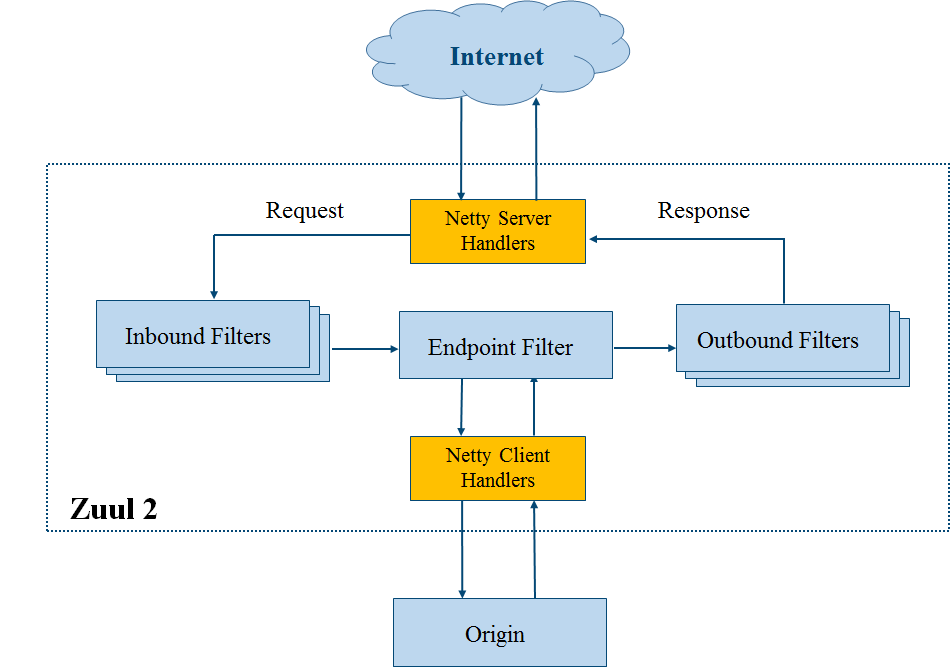 Internet
Request
Netty Server
Handlers
Response
Inbound Filters
Endpoint Filter
Outbound Filters
Netty Client
Handlers
Zuul 2
Origin